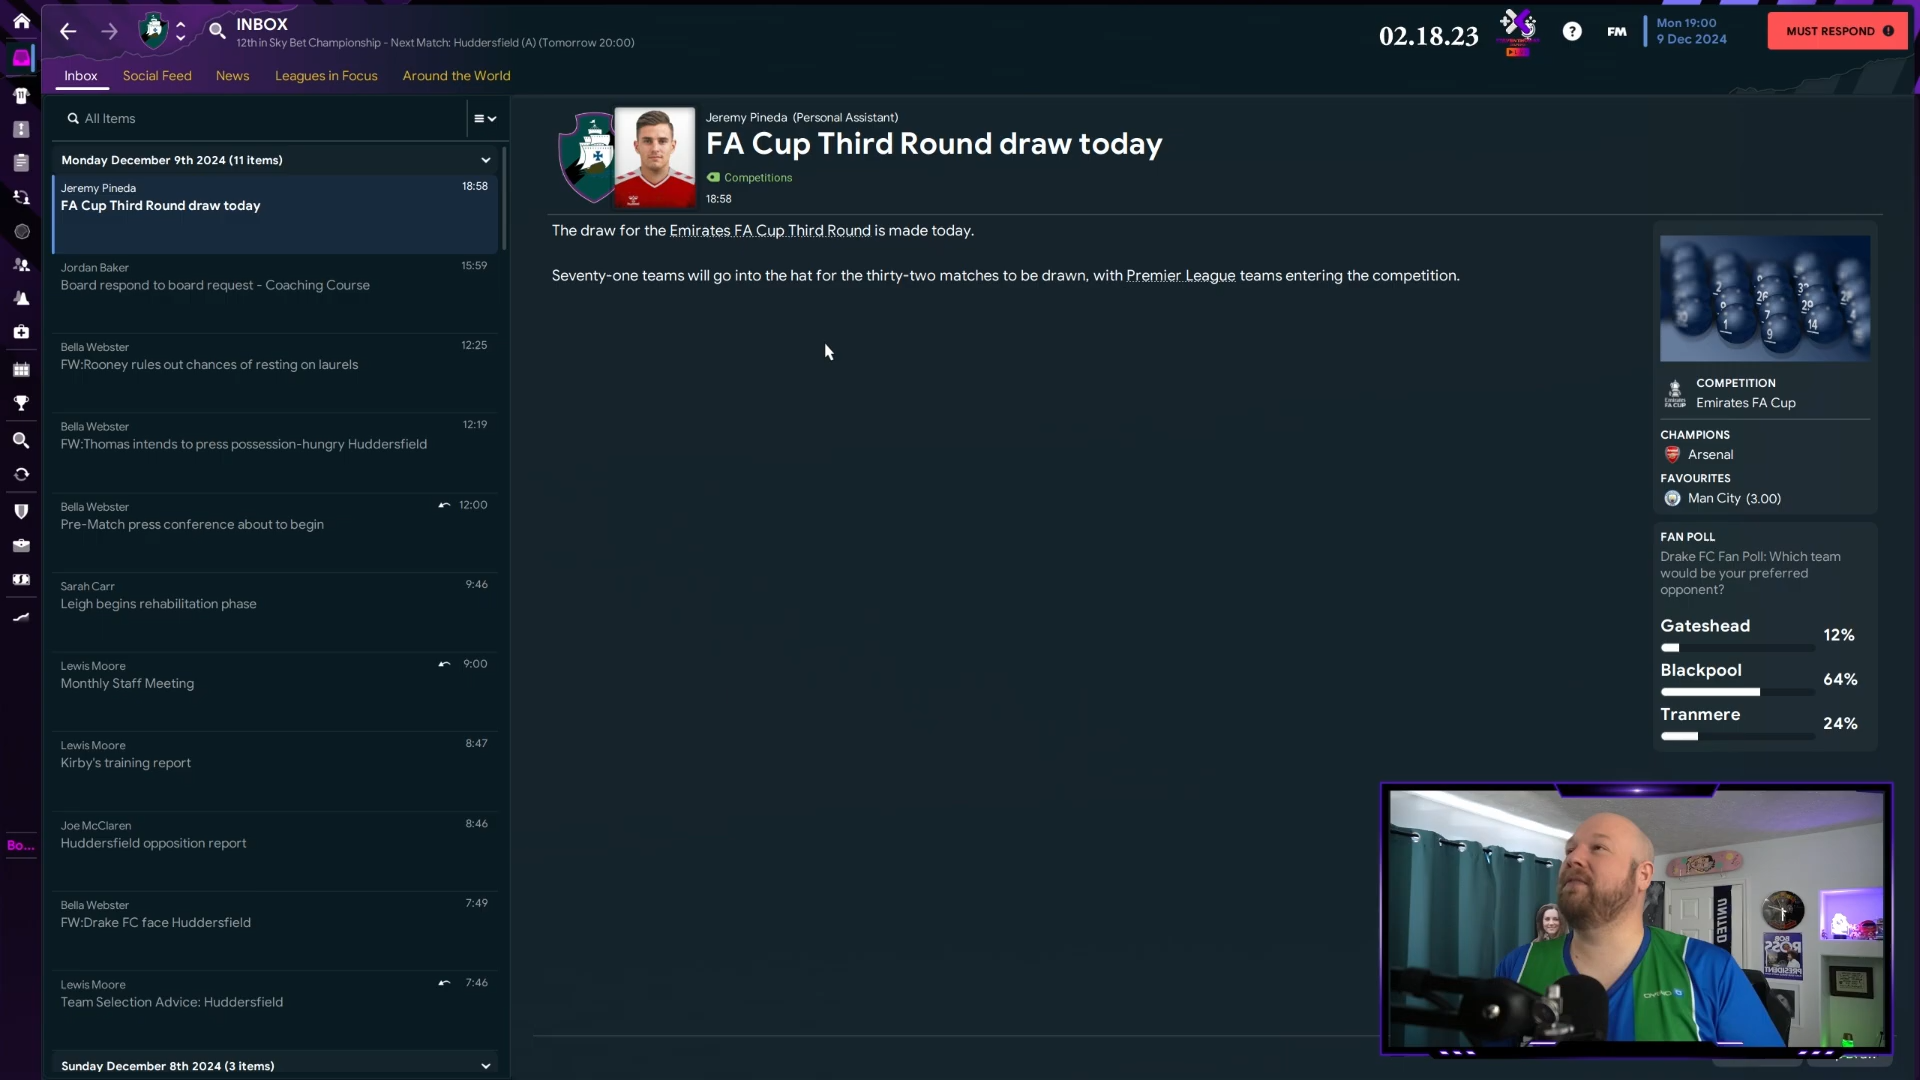 INBOX
12th in Sky Bet Championship - Next Match: Huddersfield (A) (Tomorrow 20:00)
02.18.23
FM
Mon 19:00
9 Dec 2024
MUST RESPOND
Inbox
Social Feed
News
Leagues in Focus
Around the World
All Items
Monday December 9th 2024 (11 items)
Jeremy Pineda
18:58
FA Cup Third Round draw today
Jordan Baker
15:59
Board respond to board request - Coaching Course
Bella Webster
12:25
FW:Rooney rules out chances of resting on laurels
Bella Webster
12:19
FW:Thomas intends to press possession-hungry Huddersfield
Bella Webster
12:00
Pre-Match press conference about to begin
Sarah Carr
9:46
Leigh begins rehabilitation phase
Lewis Moore
9:00
Monthly Staff Meeting
Lewis Moore
8:47
Kirby's training report
Joe McClaren
8:46
Huddersfield opposition report
Bella Webster
7:49
FW:Drake FC face Huddersfield
Lewis Moore
7:46
Team Selection Advice: Huddersfield
Sunday December 8th 2024 (3 items)
Bo...
Jeremy Pineda (Personal Assistant)
FA Cup Third Round draw today
Competitions
18:58
The draw for the Emirates FA Cup Third Round is made today.
Seventy-one teams will go into the hat for the thirty-two matches to be drawn, with Premier League teams entering the competition.
COMPETITION
Emirates FA Cup
CHAMPIONS
Arsenal
FAVOURITES
Man City (3.00)
FAN POLL
Drake FC Fan Poll: Which team
would be your preferred
opponent?
Gateshead
12%
Blackpool
64%
Tranmere
24%
UNITED
BOB
ROSS
PRESIDENT